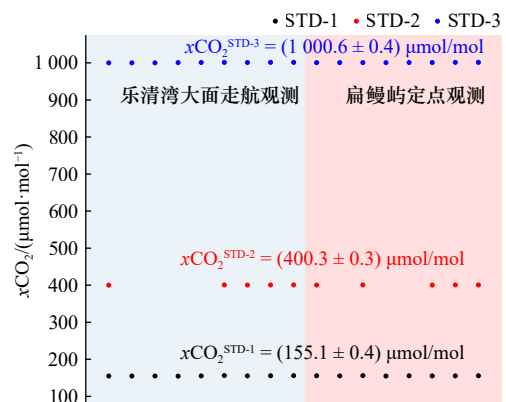 • STD-1 • STD-2 • STD-3
xCO₂ˢᵀᴰ⁻³ = (1 000.6 ± 0.4) μmol/mol
乐清湾大面走航观测
扁鳗屿定点观测
xCO₂ˢᵀᴰ⁻² = (400.3 ± 0.3) μmol/mol
xCO₂ˢᵀᴰ⁻¹ = (155.1 ± 0.4) μmol/mol
xCO₂/(μmol·mol⁻¹)
1 000
900
800
700
600
500
400
300
200
100